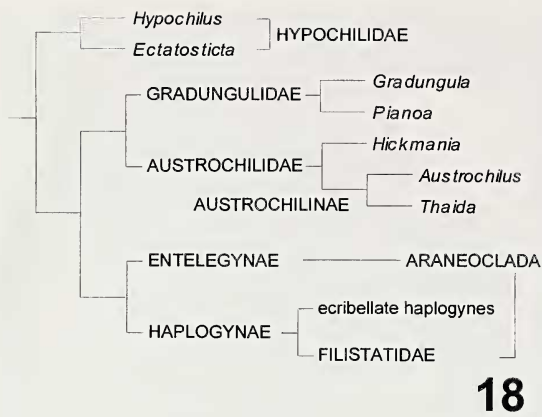 Hypochilus
Ectatosticta
HYPOCHILIDAE
GRADUNGULIDAE
Gradungula
Pianoa
Hickmania
AUSTROCHILIDAE
Austrochilus
AUSTROCHILINAE
Thaida
ENTELEGYNAE
ARANEOCLADA
ecribellate haplogynes
HAPLOGYNAE
FILISTATIDAE
18